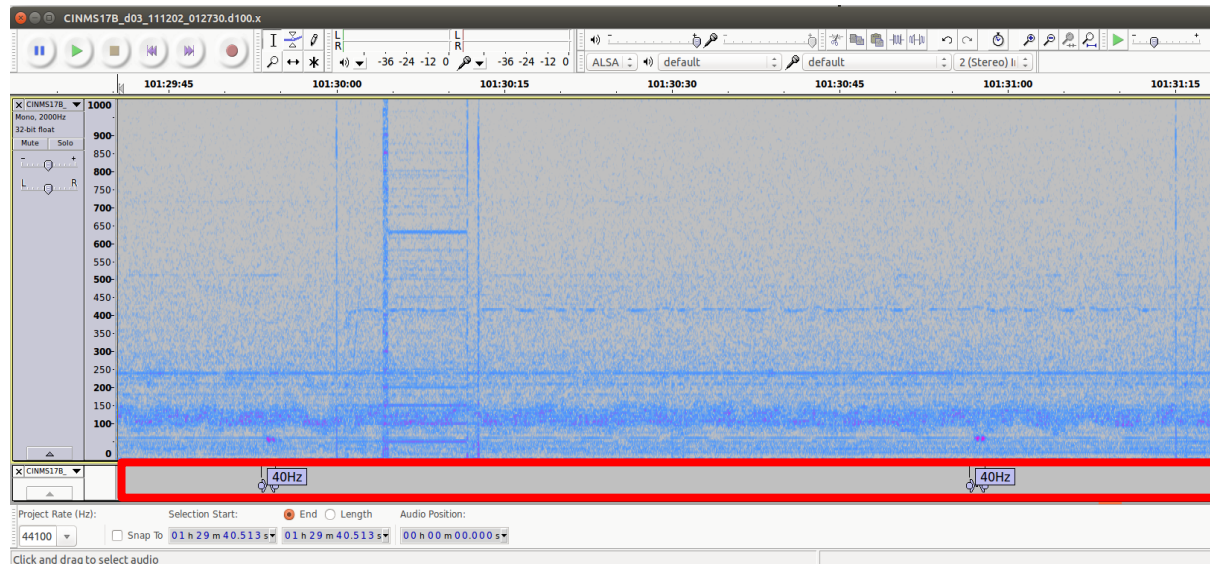 CINMS17B_d03_111202_012730.d100.x
L
R
-36 -24 -12 0
L
R
-36 -24 -12 0
ALSA
default
default
2 (Stereo) I
101:29:45 101:30:00 101:30:15 101:30:30 101:30:45 101:31:00 101:31:15
CINMS17B_
Mono, 2000Hz
32-bit float
Mute Solo
- +
L R
1000
900-
850-
800-
750-
700-
650-
600-
550-
500-
450-
400-
350-
300-
250-
200-
150-
100-
0
CINMS17B_
40Hz 40Hz
Project Rate (Hz): Selection Start: End Length Audio Position:
44100 Snap To 01 h 29 m 40.513 s 01 h 29 m 40.513 s 00 h 00 m 00.000 s
Click and drag to select audio